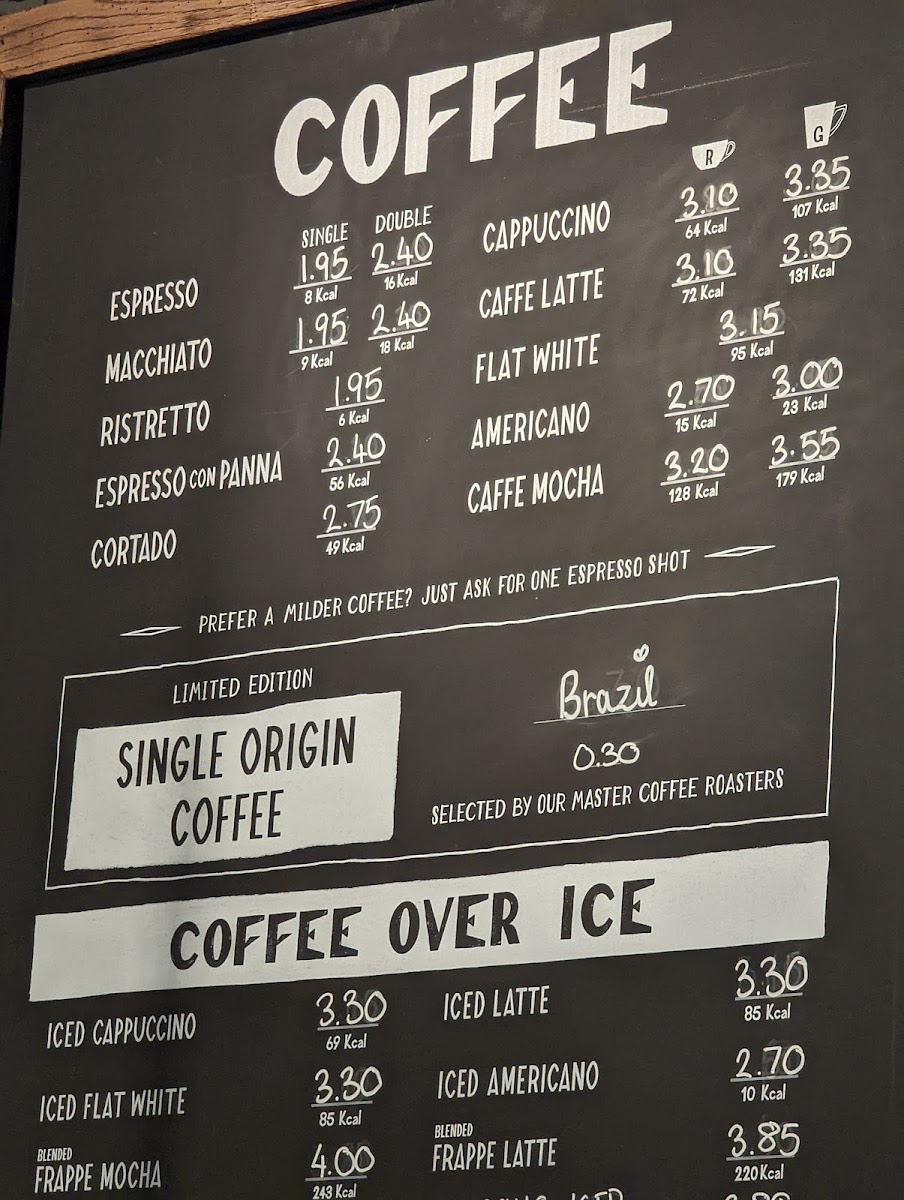 COFFEE
SINGLE DOUBLE
ESPRESSO 1.95 2.40
8 Kcal 16 Kcal
MACCHIATO 1.95 2.40
9 Kcal 18 Kcal
RISTRETTO 1.95
6 Kcal
ESPRESSO CON PANNA 2.40
56 Kcal
CORTADO 2.75
49 Kcal
R G
CAPPUCCINO 3.10 3.35
64 Kcal 107 Kcal
CAFFE LATTE 3.10 3.35
72 Kcal 131 Kcal
FLAT WHITE 3.15
95 Kcal
AMERICANO 2.70 3.00
15 Kcal 23 Kcal
CAFFE MOCHA 3.20 3.55
128 Kcal 179 Kcal
PREFER A MILDER COFFEE? JUST ASK FOR ONE ESPRESSO SHOT
LIMITED EDITION
SINGLE ORIGIN
COFFEE
Brazil
0.30
SELECTED BY OUR MASTER COFFEE ROASTERS
COFFEE OVER ICE
ICED CAPPUCCINO 3.30
69 Kcal
ICED FLAT WHITE 3.30
85 Kcal
BLENDED
FRAPPE MOCHA 4.00
243 Kcal
ICED LATTE 3.30
85 Kcal
ICED AMERICANO 2.70
10 Kcal
BLENDED
FRAPPE LATTE 3.85
220 Kcal
ICED